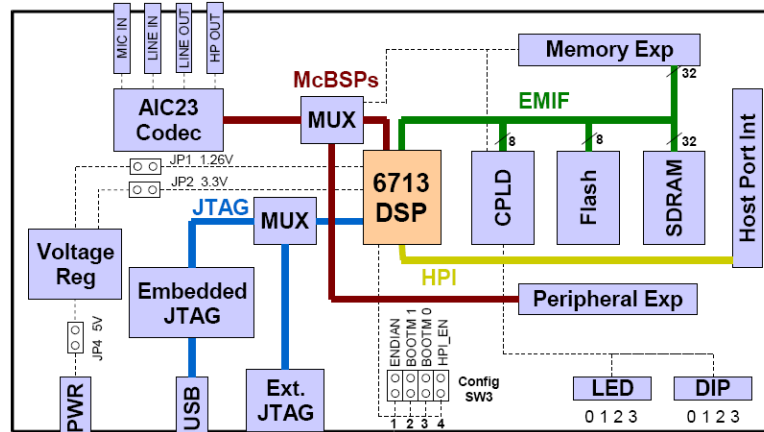 MIC IN
LINE IN
LINE OUT
HP OUT
Memory Exp
McBSPs
32
AIC23
Codec
MUX
EMIF
8
8
32
Host Port Int
JP1 1.26V
JP2 3.3V
6713
DSP
CPLD
Flash
SDRAM
JTAG
MUX
Voltage
Reg
HPI
Embedded
JTAG
Peripheral Exp
JP4 5V
ENDIAN
BOOTM 1
BOOTM 0
HPI_EN
Config
SW3
PWR
USB
Ext.
JTAG
1 2 3 4
LED
DIP
0 1 2 3
0 1 2 3